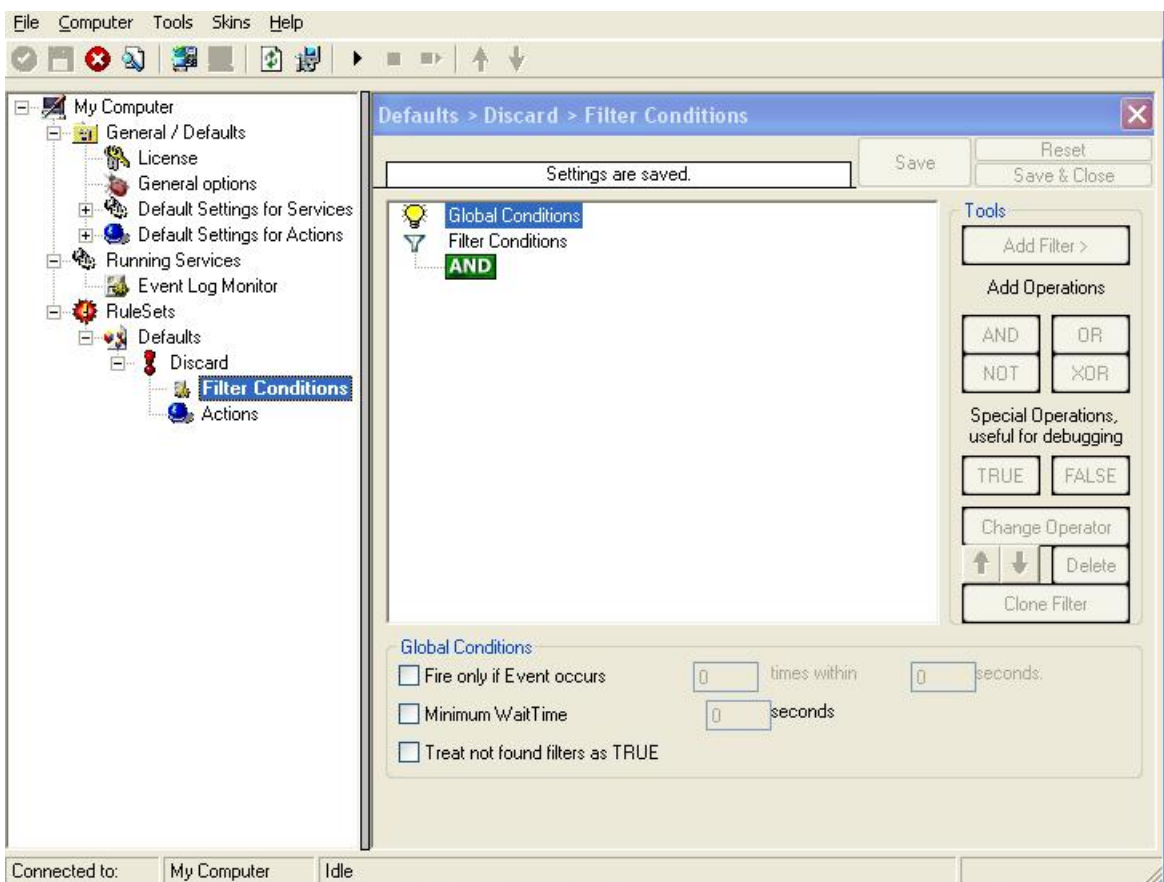 File Computer Tools Skins Help
My Computer
General / Defaults
License
General options
Default Settings for Services
Default Settings for Actions
Running Services
Event Log Monitor
RuleSets
Defaults
Discard
Filter Conditions
Actions
Defaults > Discard > Filter Conditions
Settings are saved.
Save
Reset
Save & Close
Global Conditions
Filter Conditions
AND
Tools
Add Filter >
Add Operations
AND OR
NOT XOR
Special Operations,
useful for debugging
TRUE FALSE
Change Operator
Delete
Clone Filter
Global Conditions
Fire only if Event occurs 0 times within 0 seconds.
Minimum WaitTime 0 seconds
Treat not found filters as TRUE
Connected to: My Computer Idle